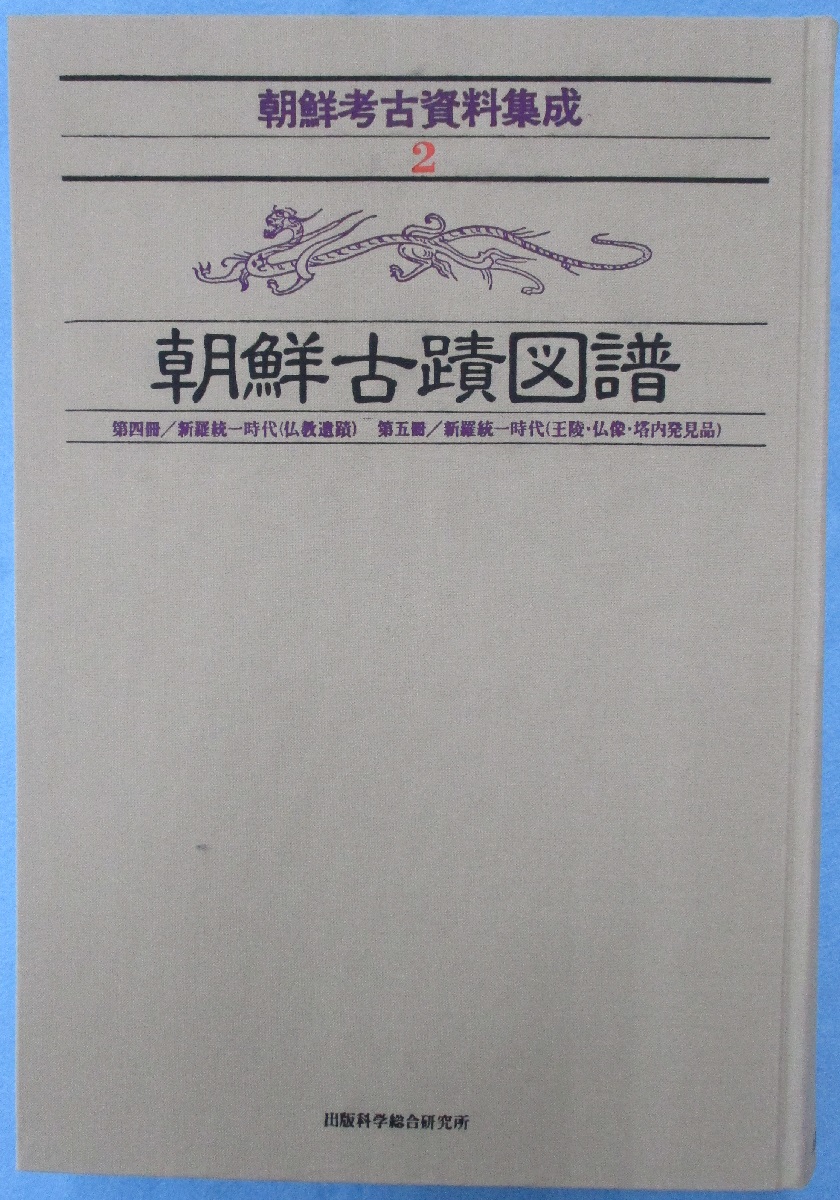 朝鮮考古資料集成
2
朝鮮古蹟図譜
第四冊/新羅統一時代(仏教遺蹟) 第五冊/新羅統一時代(王陵・仏像・塔内発見品)
出版科学総合研究所